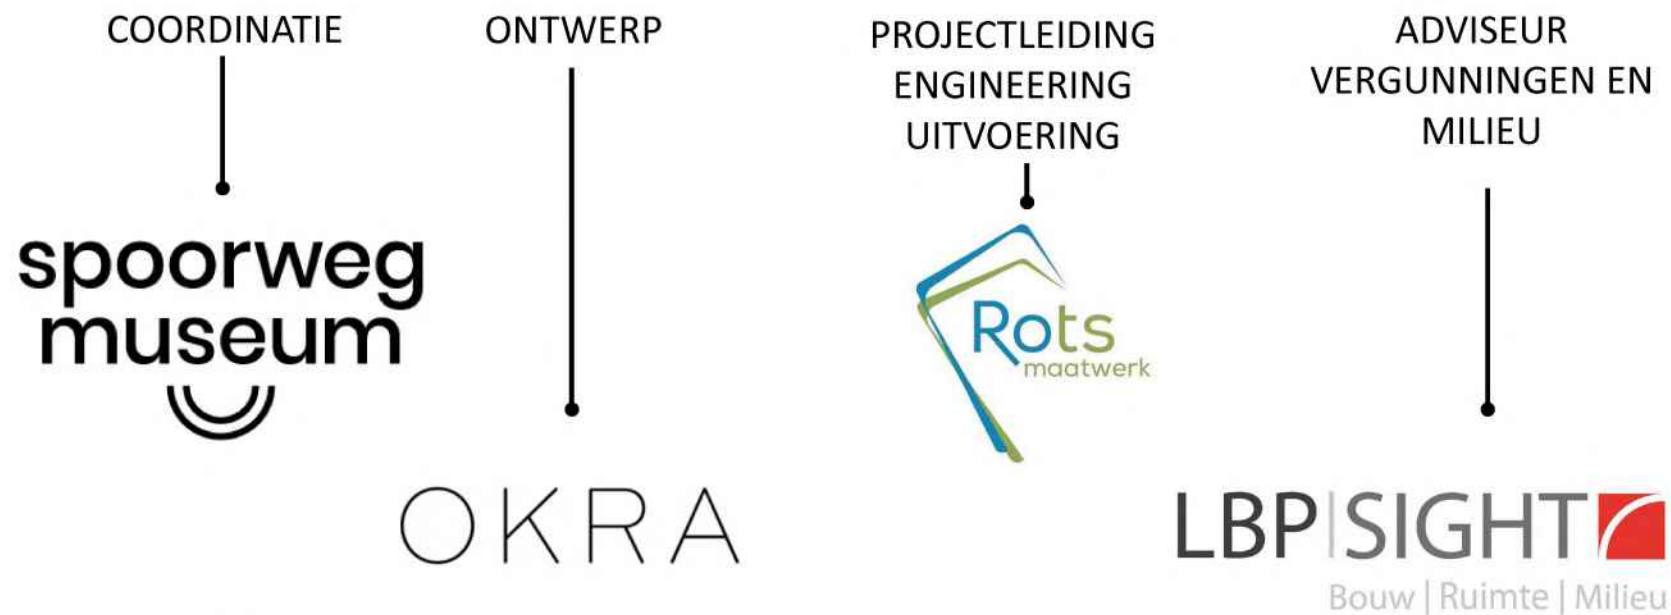 COORDINATIE
ONTWERP
PROJECTLEIDING
ENGINEERING
UITVOERING
ADVISEUR
VERGUNNINGEN EN
MILIEU
spoorweg
museum
OKRA
Rots
maatwerk
LBP|SIGHT
Bouw | Ruimte | Milieu